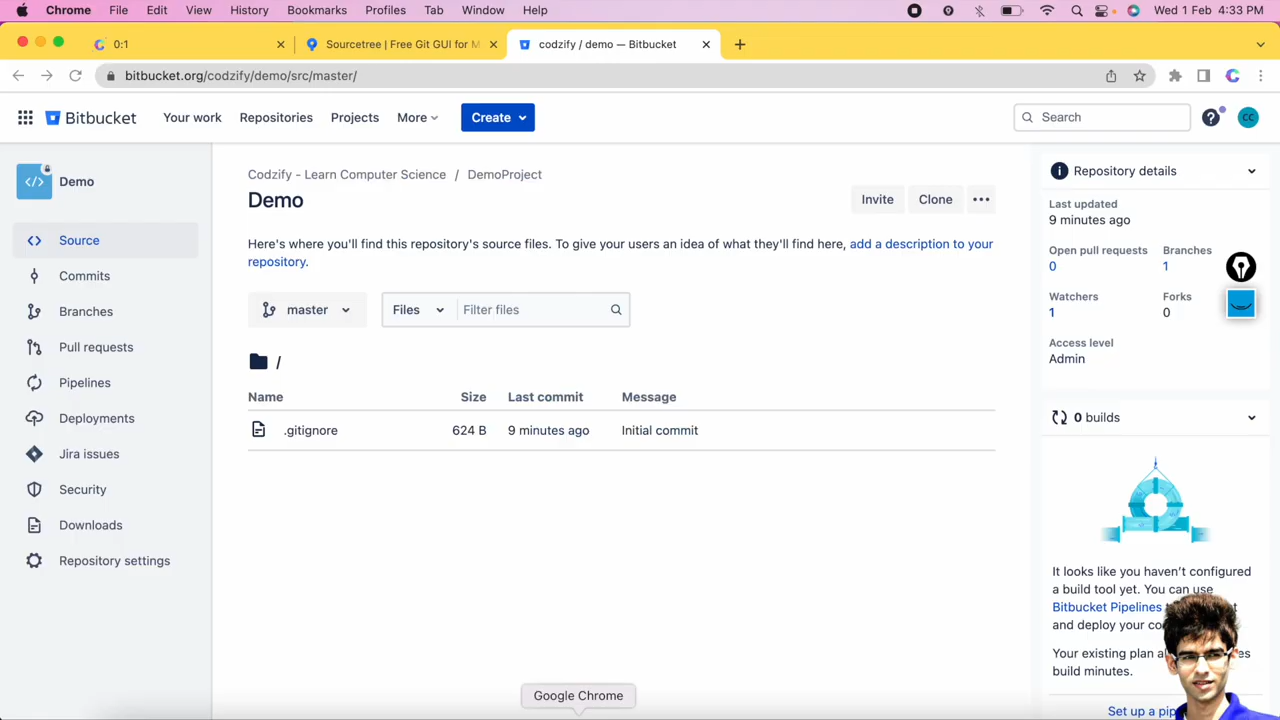 Chrome File Edit View History Bookmarks Profiles Tab Window Help Wed 1 Feb 4:33 PM
0:1 Sourcetree | Free Git GUI for M codzify / demo — Bitbucket
bitbucket.org/codzify/demo/src/master/
Bitbucket Your work Repositories Projects More Create Search CC
Demo
Source
Commits
Branches
Pull requests
Pipelines
Deployments
Jira issues
Security
Downloads
Repository settings
Codzify - Learn Computer Science / DemoProject
Demo
Invite Clone
Here's where you'll find this repository's source files. To give your users an idea of what they'll find here, add a description to your
repository.
master Files Filter files
/
Name Size Last commit Message
.gitignore 624 B 9 minutes ago Initial commit
Repository details
Last updated
9 minutes ago
Open pull requests Branches
0 1
Watchers Forks
1 0
Access level
Admin
0 builds
It looks like you haven't configured
a build tool yet. You can use
Bitbucket Pipelines
and deploy your
Your existing plan
build minutes.
Set up a
Google Chrome